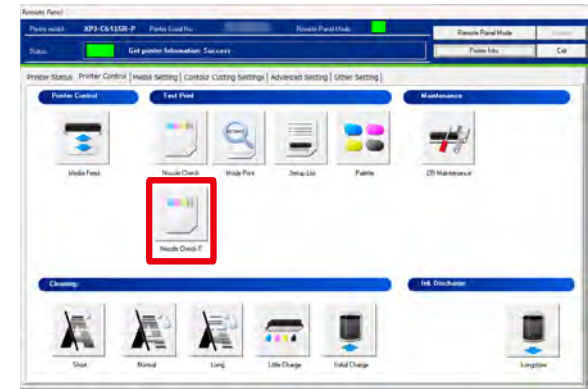 Remote Panel
Printer model: XP3-C641SR-P Printer Serial No.: Remote Panel Mode:
Remote Panel Mode
Status: Get printer Information: Success
Printer Info. Exit
Printer Status Printer Control Media Setting Contour Cutting Settings Advanced Setting Other Setting
Printer Control Test Print Maintenance
Media Feed Nozzle Check Mode Print Setup List Palette
Maintenance
Nozzle Check T
Cleaning Ink Discharge
Short Normal Long Little Charge Initial Charge Longstore